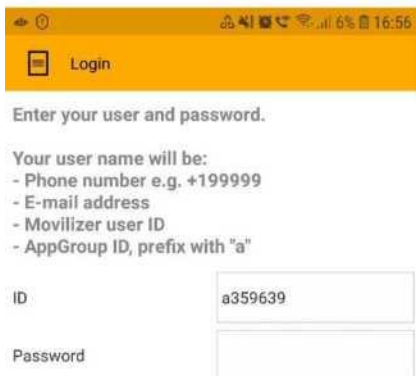 6% 16:56
Login
Enter your user and password.
Your user name will be:
- Phone number e.g. +199999
- E-mail address
- Movilizer user ID
- AppGroup ID, prefix with "a"
ID a359639
Password